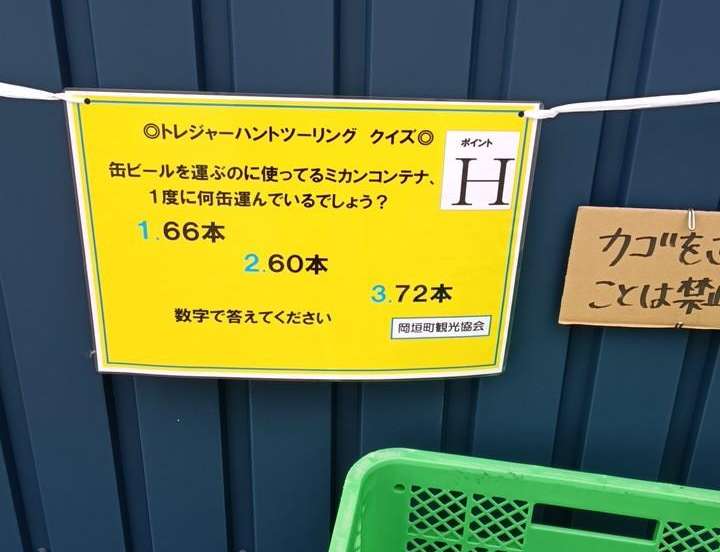 ◎トレジャーハントツーリング クイズ◎
ポイント
H
缶ビールを運ぶのに使ってるミカンコンテナ、
1度に何缶運んでいるでしょう？
1.66本
2.60本
3.72本
数字で答えてください
岡垣町観光協会
カゴをこ
ことは禁止